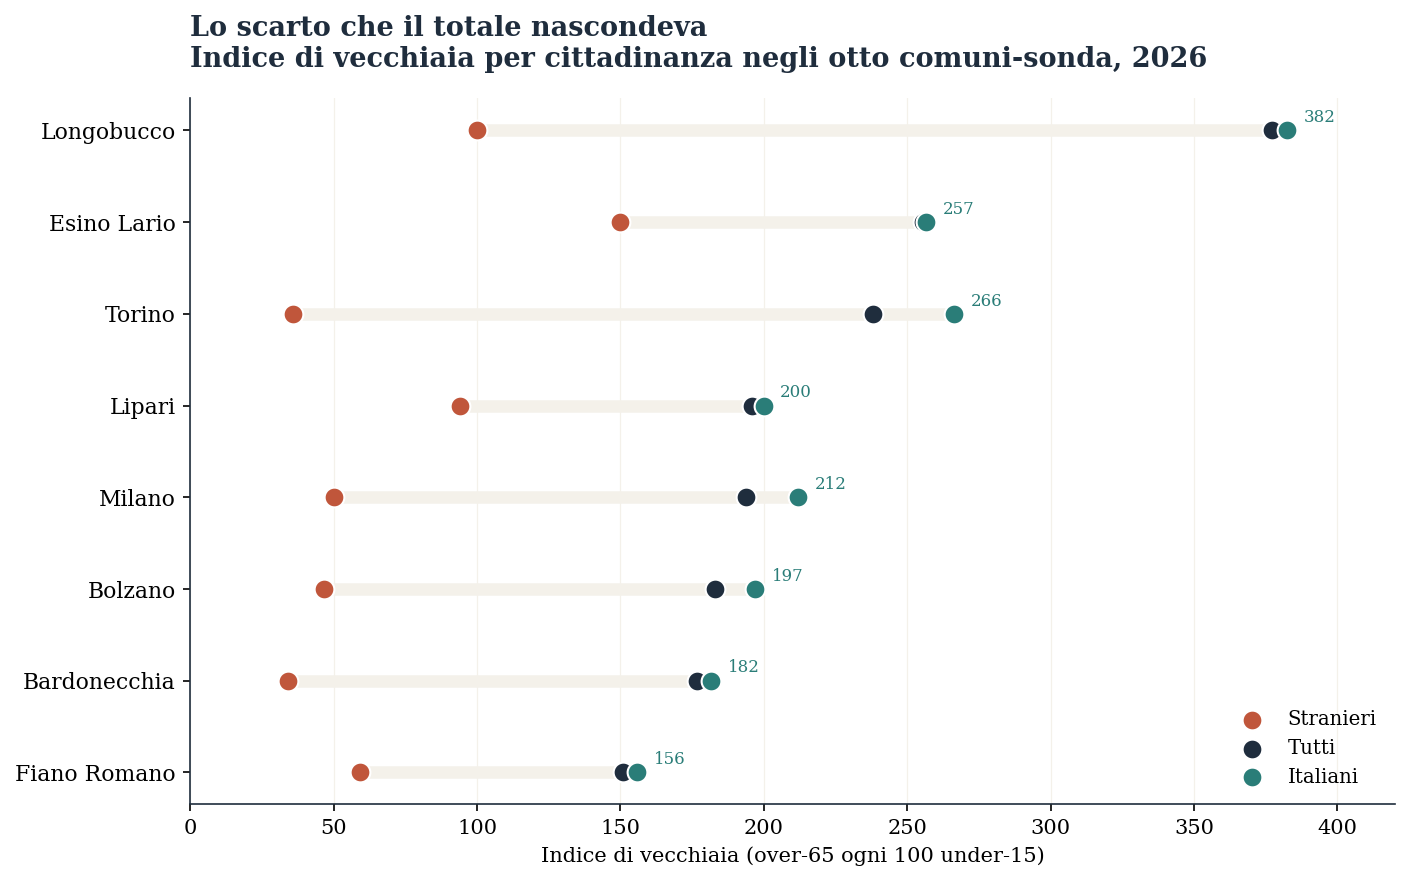 Lo scarto che il totale nascondeva
Indice di vecchiaia per cittadinanza negli otto comuni-sonda, 2026
Longobucco
382
Esino Lario
257
Torino
266
Lipari
200
Milano
212
Bolzano
197
Bardonecchia
182
Fiano Romano
156
Stranieri
Tutti
Italiani
0 50 100 150 200 250 300 350 400
Indice di vecchiaia (over-65 ogni 100 under-15)